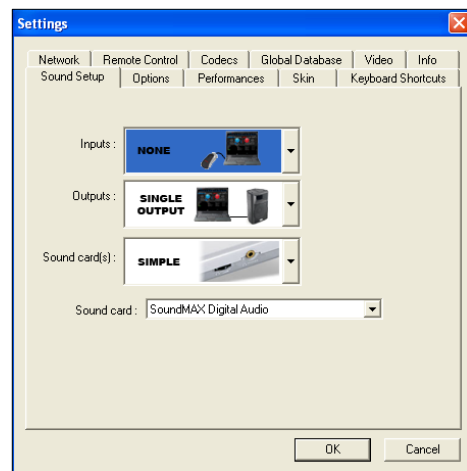 Settings
Network Remote Control Codecs Global Database Video Info
Sound Setup Options Performances Skin Keyboard Shortcuts
Inputs :
NONE
Outputs :
SINGLE
OUTPUT
Sound card(s) :
SIMPLE
Sound card : SoundMAX Digital Audio
OK Cancel